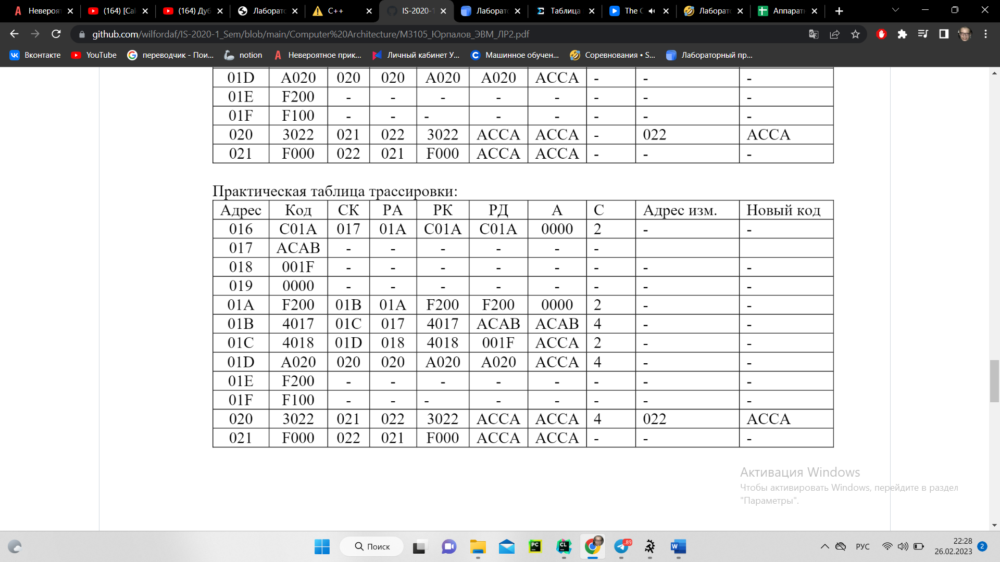 Невероят
(164) [Cal
(164) Дуб
Лаборато
C++
IS-2020-1
Лаборато
Таблица
The C
Лаборато
Аппаратн
github.com/wilfordaf/IS-2020-1_Sem/blob/main/Computer%20Architecture/M3105_Юрпалов_ЭВМ_ЛР2.pdf
Вконтакте YouTube переводчик - Пои... notion Невероятное прик... Личный кабинет У... Машинное обучен... Соревнования • S... Лабораторный пр...
01D A020 020 020 A020 A020 ACCA - - -
01E F200 - - - - - - - -
01F F100 - - - - - - - -
020 3022 021 022 3022 ACCA ACCA - 022 ACCA
021 F000 022 021 F000 ACCA ACCA - - -
Практическая таблица трассировки:
Адрес Код СК РА РК РД А С Адрес изм. Новый код
016 C01A 017 01A C01A C01A 0000 2 - -
017 ACAB - - - - - -
018 001F - - - - - - - -
019 0000 - - - - - - - -
01A F200 01B 01A F200 F200 0000 2 - -
01B 4017 01C 017 4017 ACAB ACAB 4 - -
01C 4018 01D 018 4018 001F ACCA 2 - -
01D A020 020 020 A020 A020 ACCA 4 - -
01E F200 - - - - - - - -
01F F100 - - - - - - - -
020 3022 021 022 3022 ACCA ACCA 4 022 ACCA
021 F000 022 021 F000 ACCA ACCA - - -
Активация Windows
Чтобы активировать Windows, перейдите в раздел
"Параметры".
Поиск
PC
CL
89
W
РУС
22:28
26.02.2023
2